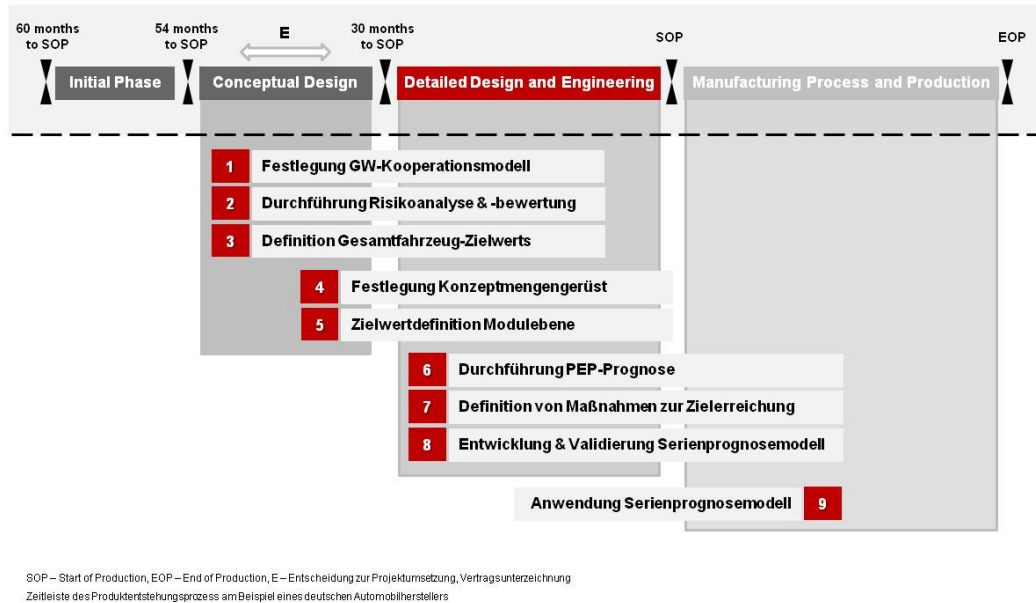 60 months
to SOP
54 months
to SOP
E
30 months
to SOP
SOP
EOP
Initial Phase
Conceptual Design
Detailed Design and Engineering
Manufacturing Process and Production
1 Festlegung GW-Kooperationsmodell
2 Durchführung Risikoanalyse & -bewertung
3 Definition Gesamtfahrzeug-Zielwerts
4 Festlegung Konzeptmengengerüst
5 Zielwertdefinition Modulebene
6 Durchführung PEP-Prognose
7 Definition von Maßnahmen zur Zielerreichung
8 Entwicklung & Validierung Serienprognosemodell
Anwendung Serienprognosemodell 9
SOP – Start of Production, EOP – End of Production, E – Entscheidung zur Projektumsetzung, Vertragsunterzeichnung
Zeitleiste des Produktentstehungsprozess am Beispiel eines deutschen Automobilherstellers